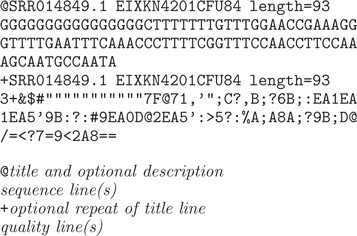 @SRR014849.1 EIXKN4201CFU84 length=93
GGGGGGGGGGGGGGGGCTTTTTTTGTTTGGAACCGAAAGG
GTTTTGAATTTCAAACCCTTTTCGGTTTCCAACCTTCCAA
AGCAATGCCAATA
+SRR014849.1 EIXKN4201CFU84 length=93
3+&$#"""""""""""7F@71,'";C?,B;?6B;:EA1EA
1EA5'9B:?:#9EA0D@2EA5':>5?:%A;A8A;?9B;D@
/=<?7=9<2A8==
@title and optional description
sequence line(s)
+optional repeat of title line
quality line(s)